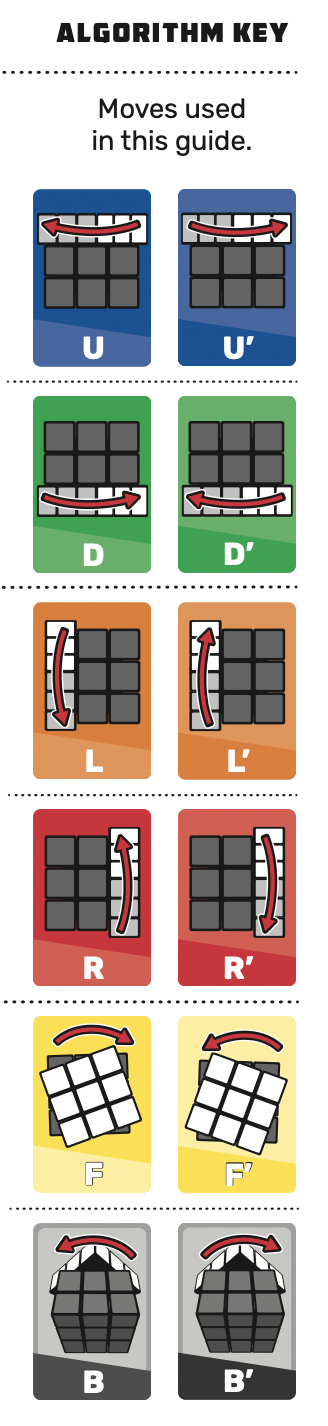 ALGORITHM KEY
Moves used
in this guide.
U U′
D D′
L L′
R R′
F F′
B B′